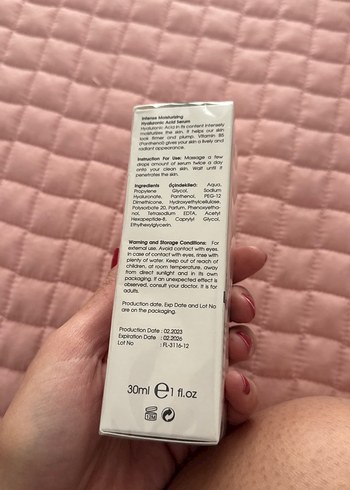 Intense Moisturizing
Hyaluronic Acid Serum
Hyaluronic Acid in its content intensely
moisturizes the skin. It helps our skin
look firmer and plump. Vitamin B5
(Panthenol) gives your skin a lively and
radiant appearance.
Instruction For Use: Massage a few
drops amount of serum twice a day
onto your clean skin. Wait until it
penetrates the skin.
Ingredients (İçindekiler): Aqua,
Propylene Glycol, Sodium
Hyaluronate, Panthenol, PEG-12
Dimethicone, Hydroxyethylcellulose,
Polysorbate 20, Parfum, Phenoxyetha-
nol, Tetrasodium EDTA, Acetyl
Hexapeptide-8, Caprylyl Glycol,
Ethylhexylglycerin.
Warning and Storage Conditions: For
external use. Avoid contact with eyes.
In case of contact with eyes, rinse with
plenty of water. Keep out of reach of
children, at room temperature, away
from direct sunlight and in its own
packaging. If an unexpected effect is
observed, consult your doctor. It is for
adults.
Production date, Exp Date and Lot No
are on the packaging.
Production Date : 02.2023
Expiration Date : 02.2026
Lot No : FL-3116-12
30ml e 1 fl.oz